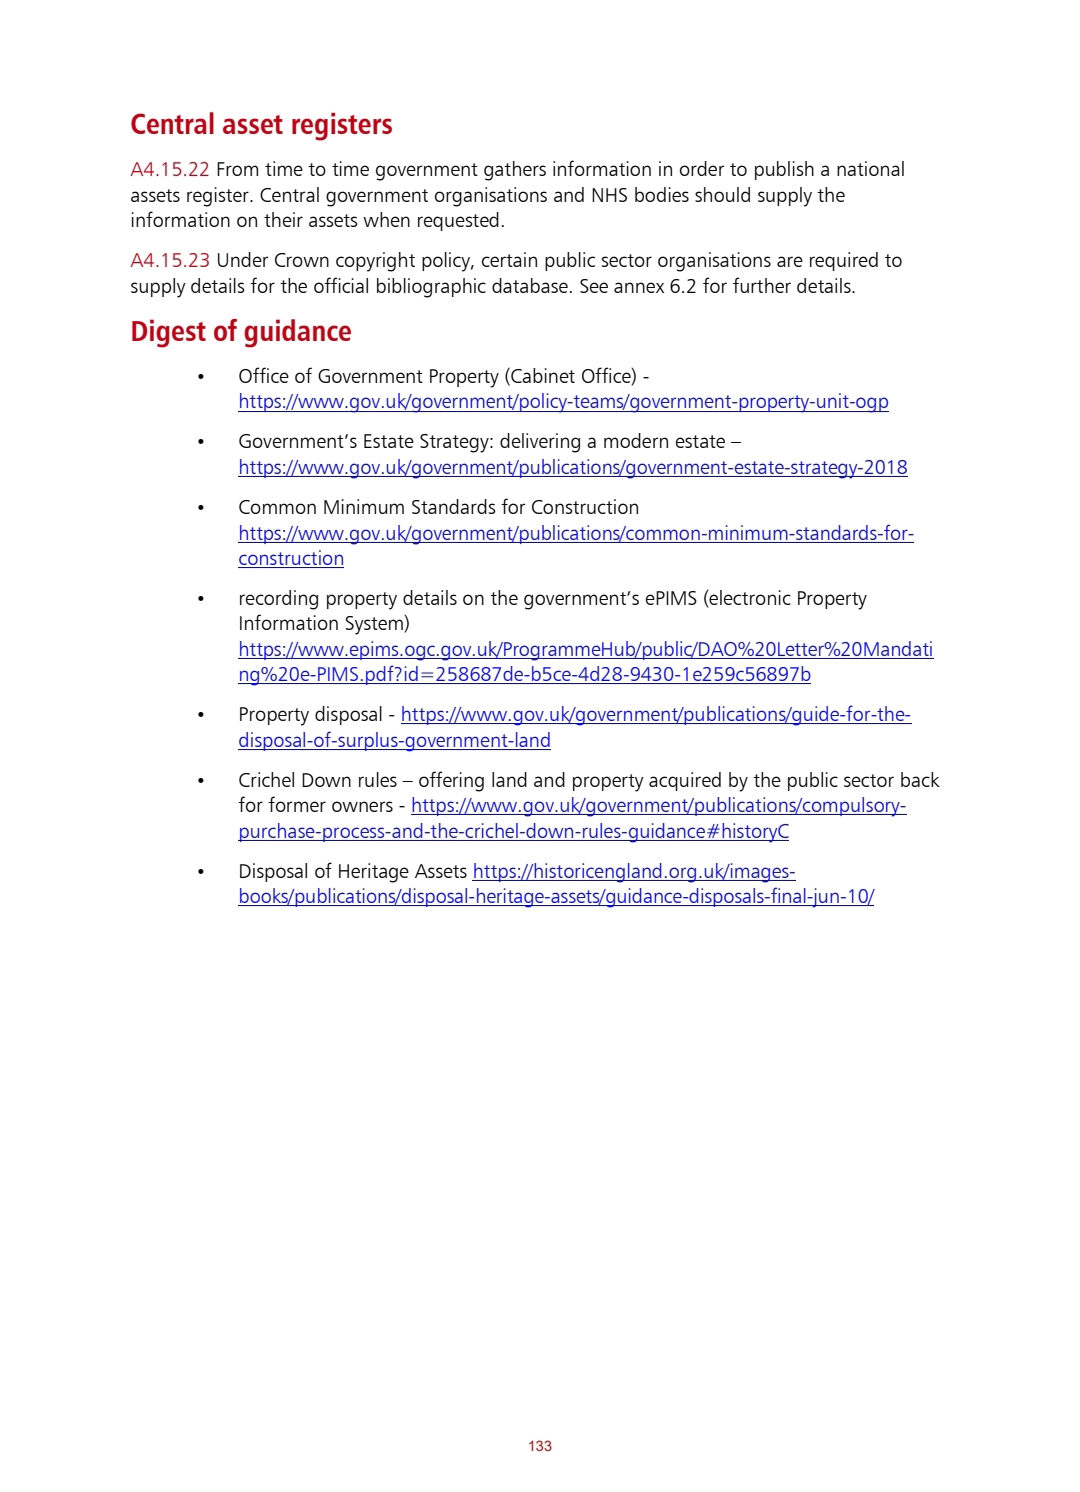 Central asset registers
A4.15.22 From time to time government gathers information in order to publish a national
assets register. Central government organisations and NHS bodies should supply the
information on their assets when requested.
A4.15.23 Under Crown copyright policy, certain public sector organisations are required to
supply details for the official bibliographic database. See annex 6.2 for further details.
Digest of guidance
• Office of Government Property (Cabinet Office) -
https://www.gov.uk/government/policy-teams/government-property-unit-ogp
• Government’s Estate Strategy: delivering a modern estate –
https://www.gov.uk/government/publications/government-estate-strategy-2018
• Common Minimum Standards for Construction
https://www.gov.uk/government/publications/common-minimum-standards-for-
construction
• recording property details on the government’s ePIMS (electronic Property
Information System)
https://www.epims.ogc.gov.uk/ProgrammeHub/public/DAO%20Letter%20Mandati
ng%20e-PIMS.pdf?id=258687de-b5ce-4d28-9430-1e259c56897b
• Property disposal - https://www.gov.uk/government/publications/guide-for-the-
disposal-of-surplus-government-land
• Crichel Down rules – offering land and property acquired by the public sector back
for former owners - https://www.gov.uk/government/publications/compulsory-
purchase-process-and-the-crichel-down-rules-guidance#historyC
• Disposal of Heritage Assets https://historicengland.org.uk/images-
books/publications/disposal-heritage-assets/guidance-disposals-final-jun-10/
133